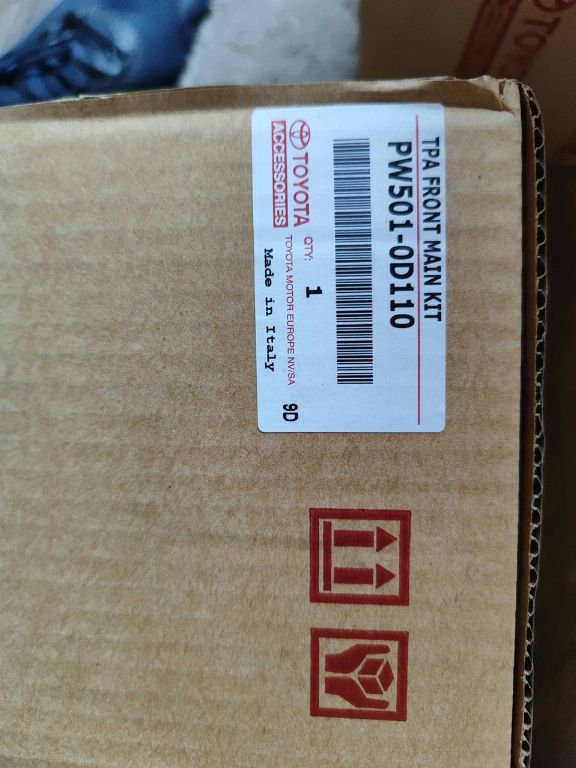 TPA FRONT MAIN KIT
PW501-0D110
QTY: 1
TOYOTA
ACCESSORIES
TOYOTA MOTOR EUROPE NV/SA
Made in Italy
9D
TOYO